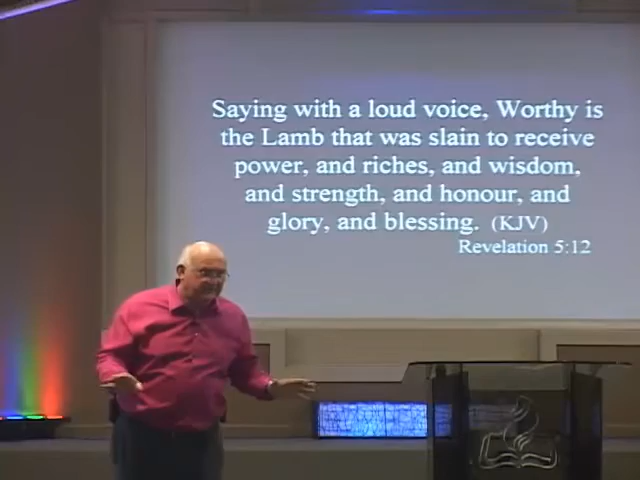 Saying with a loud voice, Worthy is
the Lamb that was slain to receive
power, and riches, and wisdom,
and strength, and honour, and
glory, and blessing. (KJV)
Revelation 5:12